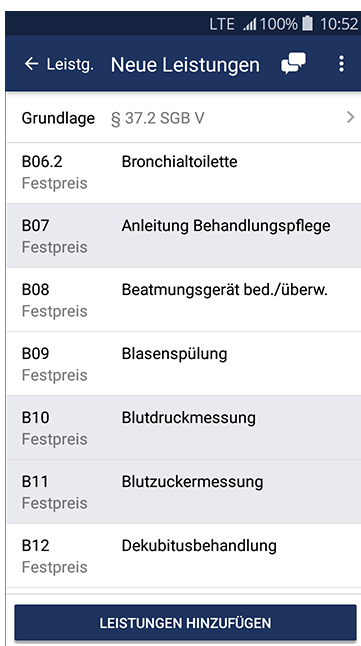 LTE 100% 10:52
← Leistg. Neue Leistungen
Grundlage § 37.2 SGB V
B06.2 Bronchialtoilette
Festpreis
B07 Anleitung Behandlungspflege
Festpreis
B08 Beatmungsgerät bed./überw.
Festpreis
B09 Blasenspülung
Festpreis
B10 Blutdruckmessung
Festpreis
B11 Blutzuckermessung
Festpreis
B12 Dekubitusbehandlung
Festpreis
LEISTUNGEN HINZUFÜGEN